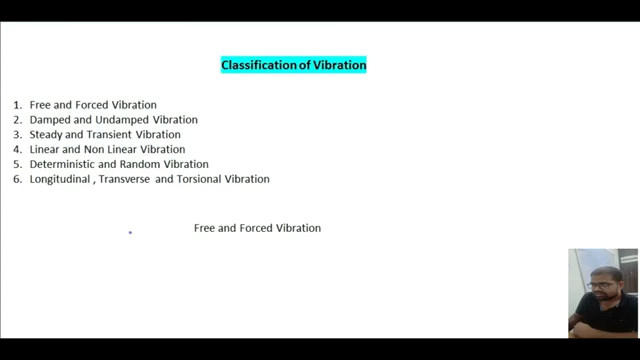 Classification of Vibration
1. Free and Forced Vibration
2. Damped and Undamped Vibration
3. Steady and Transient Vibration
4. Linear and Non Linear Vibration
5. Deterministic and Random Vibration
6. Longitudinal , Transverse and Torsional Vibration
Free and Forced Vibration